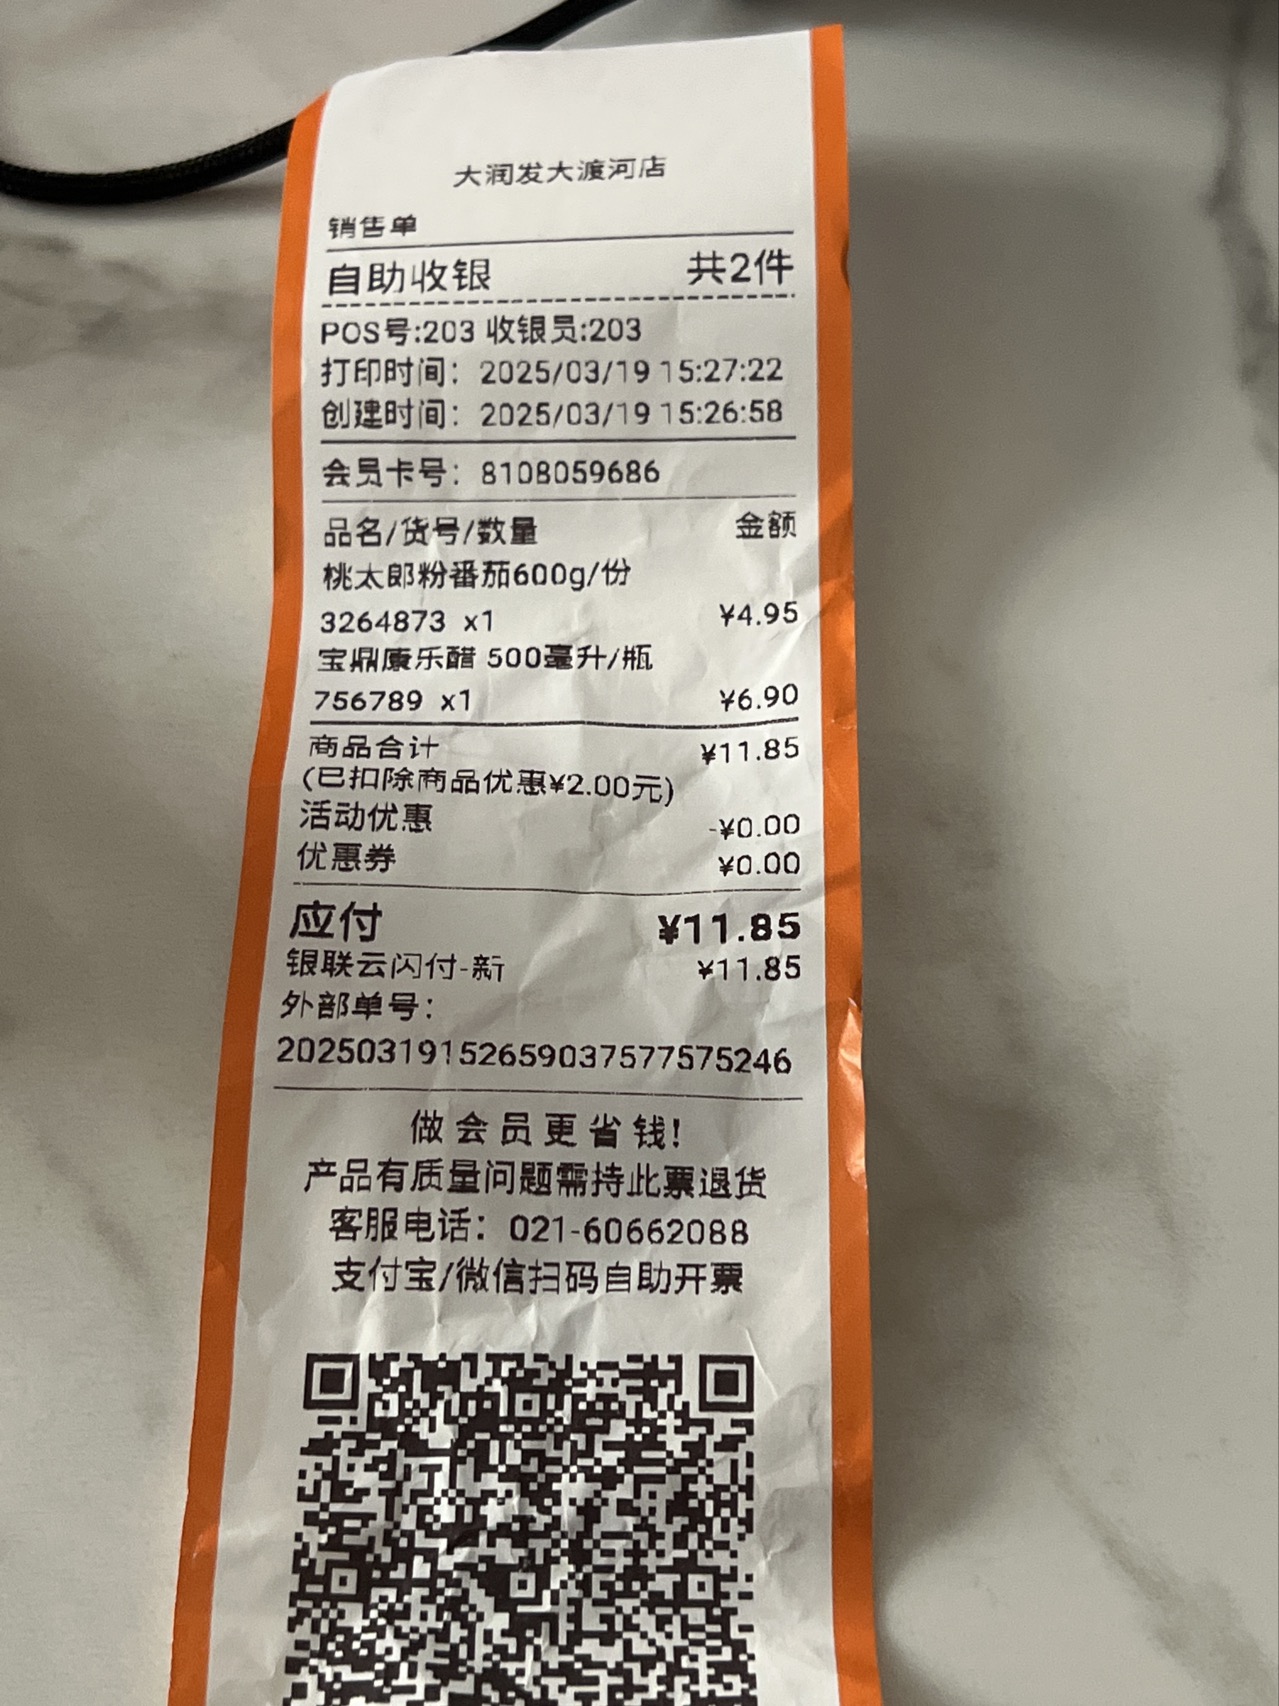 大润发大渡河店
销售单
自助收银 共2件
POS号:203 收银员:203
打印时间：2025/03/19 15:27:22
创建时间：2025/03/19 15:26:58
会员卡号：8108059686
品名/货号/数量 金额
桃太郎粉番茄600g/份
3264873 x1 ¥4.95
宝鼎康乐醋 500毫升/瓶
756789 x1 ¥6.90
商品合计 ¥11.85
(已扣除商品优惠¥2.00元)
活动优惠 -¥0.00
优惠券 ¥0.00
应付 ¥11.85
银联云闪付-新 ¥11.85
外部单号：
2025031915265903757757​5246
做会员更省钱!
产品有质量问题需持此票退货
客服电话：021-60662088
支付宝/微信扫码自助开票